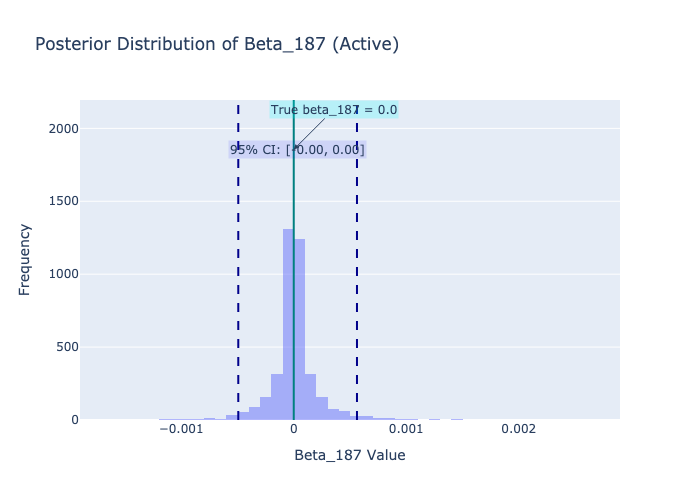 Posterior Distribution of Beta_187 (Active)
True beta_187 = 0.0
95% CI: [-0.00, 0.00]
2000
1500
1000
500
0
Frequency
−0.001
0
0.001
0.002
Beta_187 Value